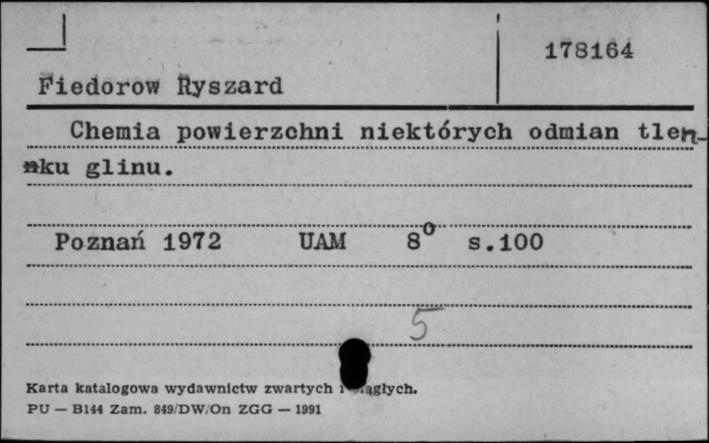 178164
Fiedorow Ryszard
Chemia powierzchni niektórych odmian tlen-
ku glinu.
Poznań 1972 UAM 8° s.100
5
Karta katalogowa wydawnictw zwartych i ciągłych.
PU — B144 Zam. 849/DW/On ZGG — 1991